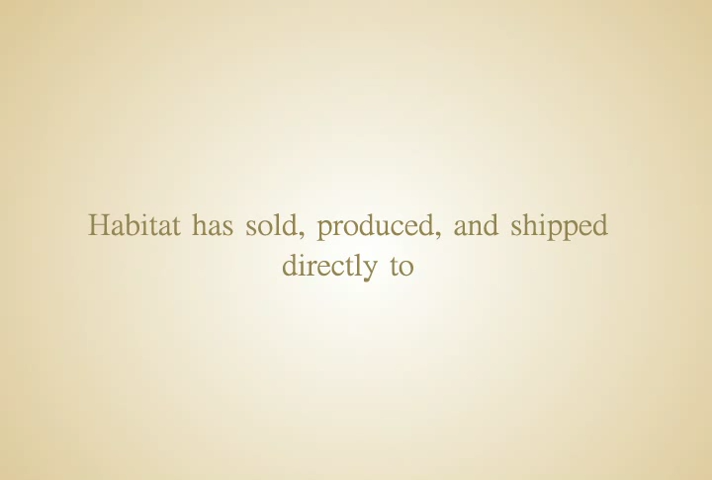 Habitat has sold, produced, and shipped
directly to